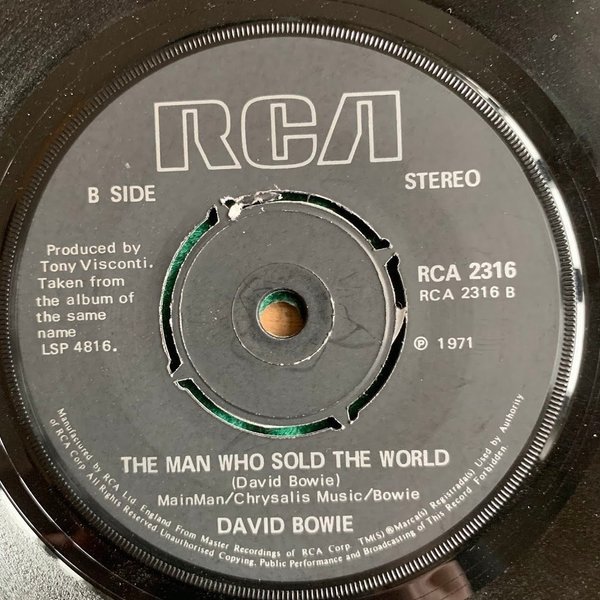 RCA
B SIDE
STEREO
Produced by
Tony Visconti.
Taken from
the album of
the same
name
LSP 4816.
RCA 2316
RCA 2316 B
℗ 1971
THE MAN WHO SOLD THE WORLD
(David Bowie)
MainMan/Chrysalis Music/Bowie
DAVID BOWIE
Manufactured by RCA Ltd. England From Master Recordings of RCA Corp. TM(S)®Marca(s) Registrada(s) Used by Authority
of RCA Corp All Rights Reserved Unauthorised Copying, Public Performance and Broadcasting of This Record Forbidden.